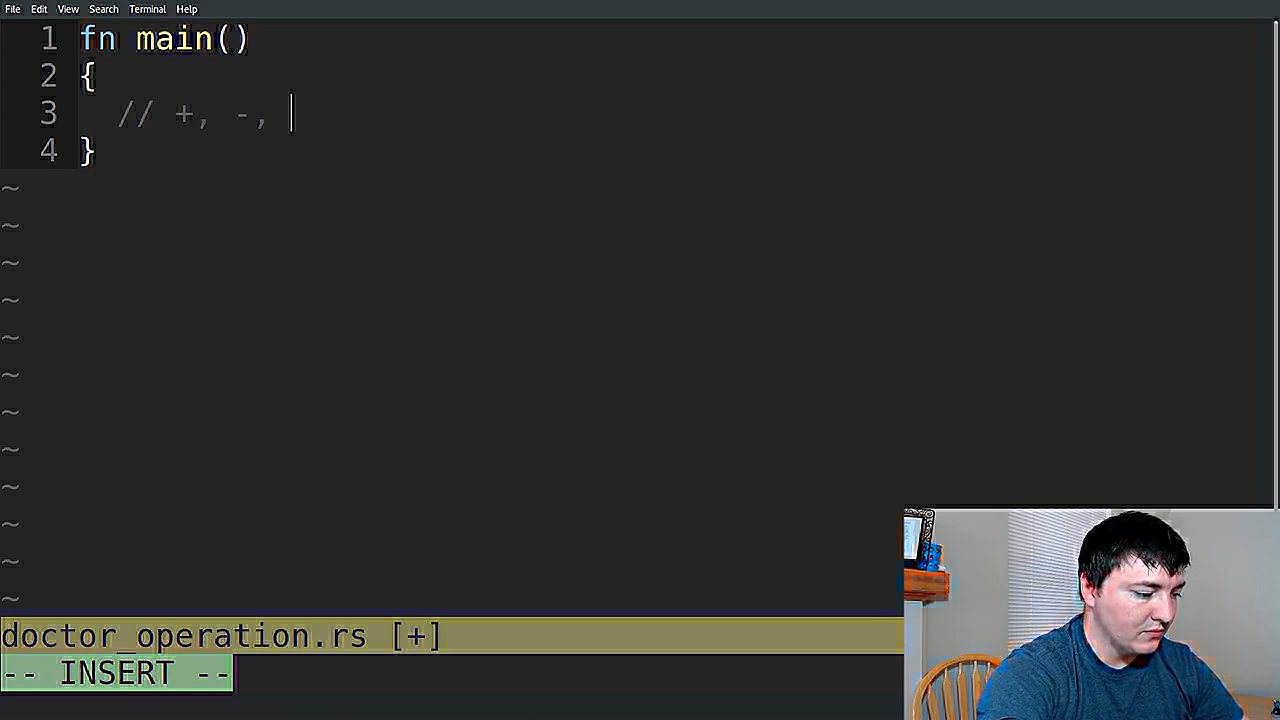 File Edit View Search Terminal Help
1 fn main()
2 {
3 // +, -,
4 }
~
~
~
~
~
~
~
~
~
~
~
~
doctor_operation.rs [+]
-- INSERT --